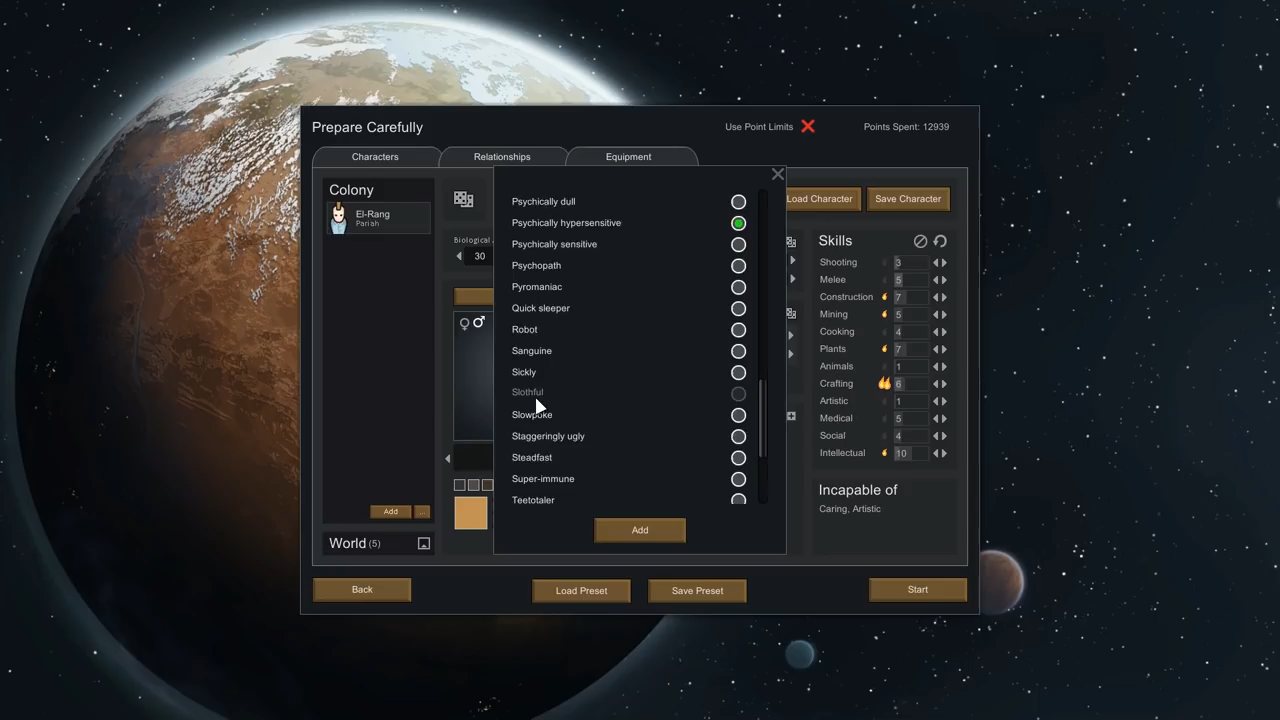 Prepare Carefully
Use Point Limits
Points Spent: 12939
Characters
Relationships
Equipment
Colony
El-Rang
Pariah
Add
...
World (5)
Biological
30
Psychically dull
Psychically hypersensitive
Psychically sensitive
Psychopath
Pyromaniac
Quick sleeper
Robot
Sanguine
Sickly
Slothful
Slowpoke
Staggeringly ugly
Steadfast
Super-immune
Teetotaler
Add
Load Character
Save Character
Skills
Shooting 3
Melee 5
Construction 7
Mining 5
Cooking 4
Plants 7
Animals 1
Crafting 6
Artistic 1
Medical 5
Social 4
Intellectual 10
Incapable of
Caring, Artistic
Back
Load Preset
Save Preset
Start